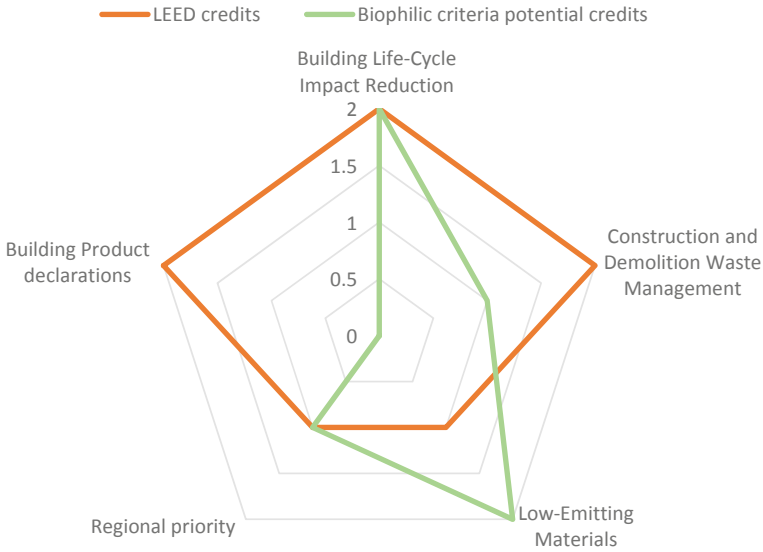 LEED credits
Biophilic criteria potential credits
Building Life-Cycle
Impact Reduction
2
1.5
1
0.5
0
Building Product
declarations
Construction and
Demolition Waste
Management
Regional priority
Low-Emitting
Materials